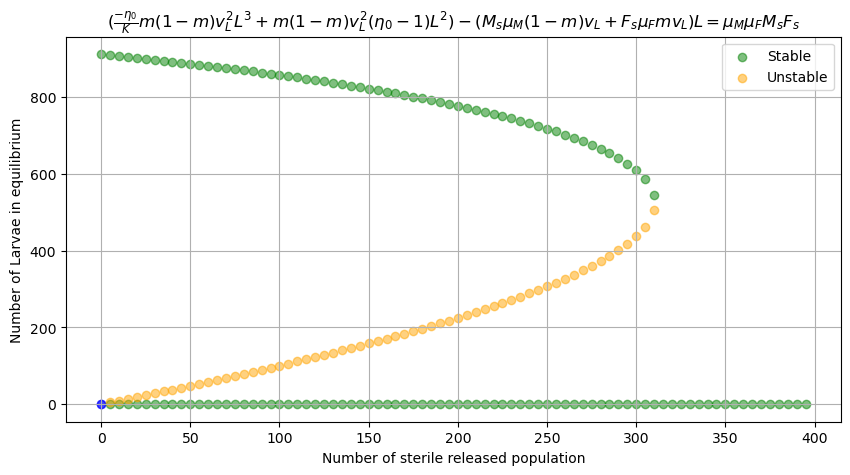 (\frac{-\eta_0}{K} m(1-m)v_L^2L^3 + m(1-m)v_L^2(\eta_0-1)L^2) - (M_s\mu_M(1-m)v_L + F_s\mu_F m v_L)L = \mu_M\mu_F M_s F_s
Stable
Unstable
Number of Larvae in equilibrium
800
600
400
200
0
0 50 100 150 200 250 300 350 400
Number of sterile released population